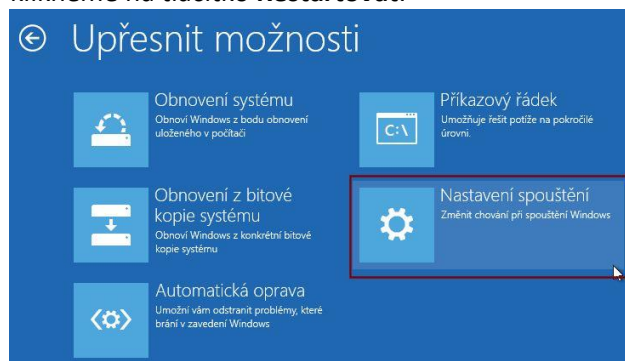 klikneme na tlačítko Restartovat.
Upřesnit možnosti
Obnovení systému
Obnoví Windows z bodu obnovení
uloženého v počítači
Obnovení z bitové
kopie systému
Obnoví Windows z konkrétní bitové
kopie systému
Automatická oprava
Umožní vám odstranit problémy, které
brání v zavedení Windows
C:\
Příkazový řádek
Umožňuje řešit potíže na pokročilé
úrovni.
Nastavení spouštění
Změnit chování při spouštění Windows